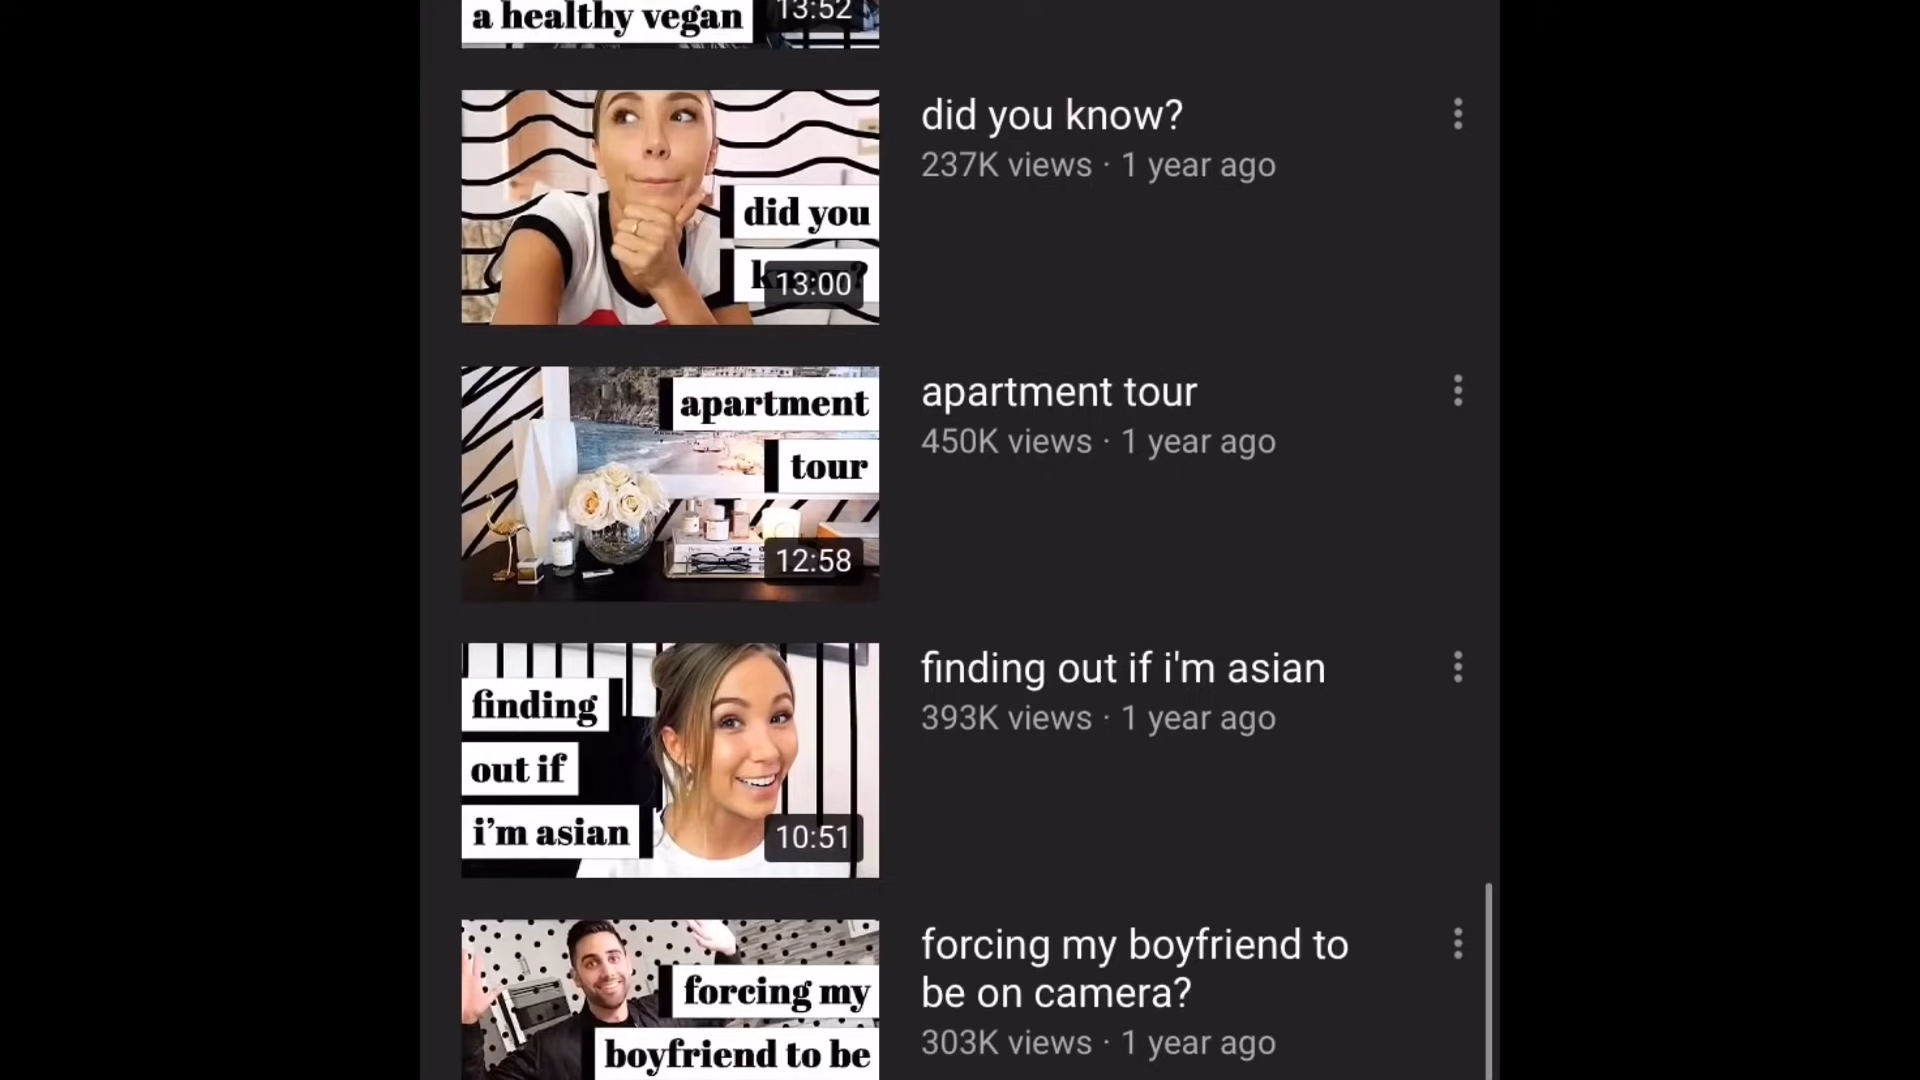 a healthy vegan
13:52
did you
know?
13:00
did you know?
237K views · 1 year ago
apartment
tour
12:58
apartment tour
450K views · 1 year ago
finding
out if
i'm asian
10:51
finding out if i'm asian
393K views · 1 year ago
forcing my
boyfriend to be
forcing my boyfriend to
be on camera?
303K views · 1 year ago